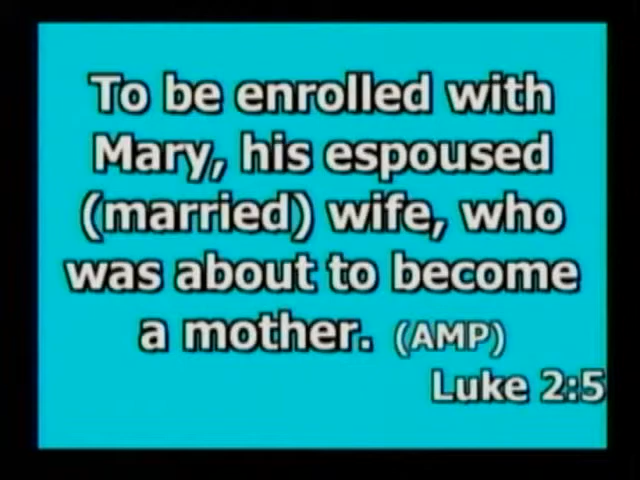 To be enrolled with
Mary, his espoused
(married) wife, who
was about to become
a mother. (AMP)
Luke 2:5